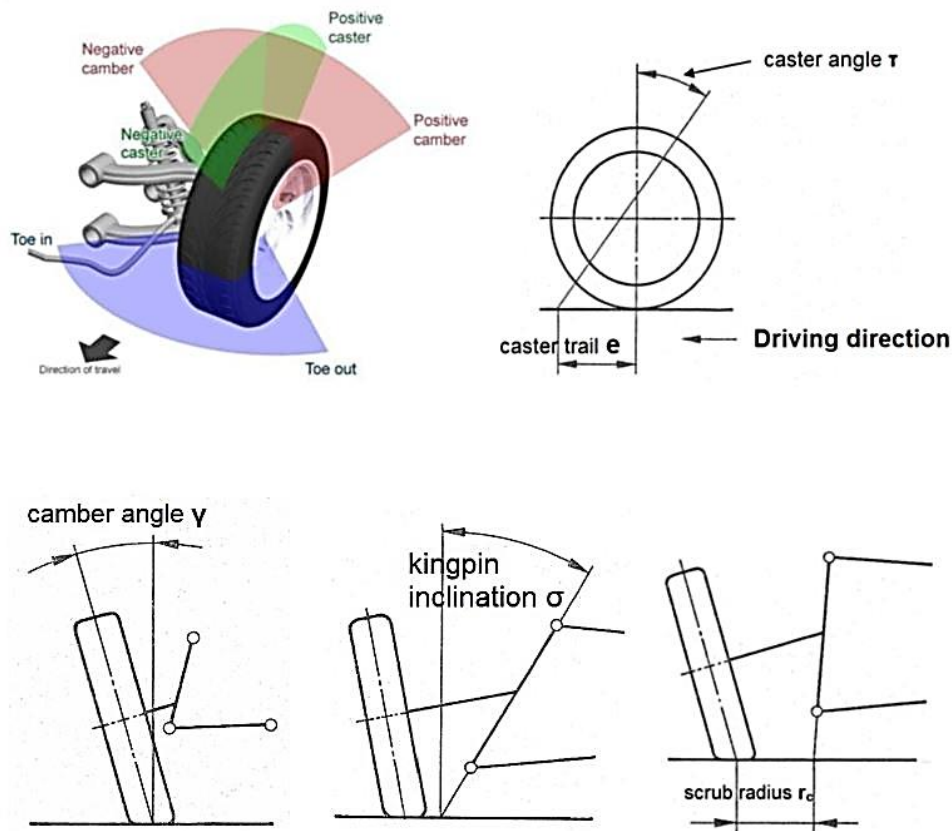 Positive
caster
Negative
camber
Negative
caster
Positive
camber
Toe in
Toe out
Direction of travel
caster angle τ
caster trail e
Driving direction
camber angle γ
kingpin
inclination σ
scrub radius r